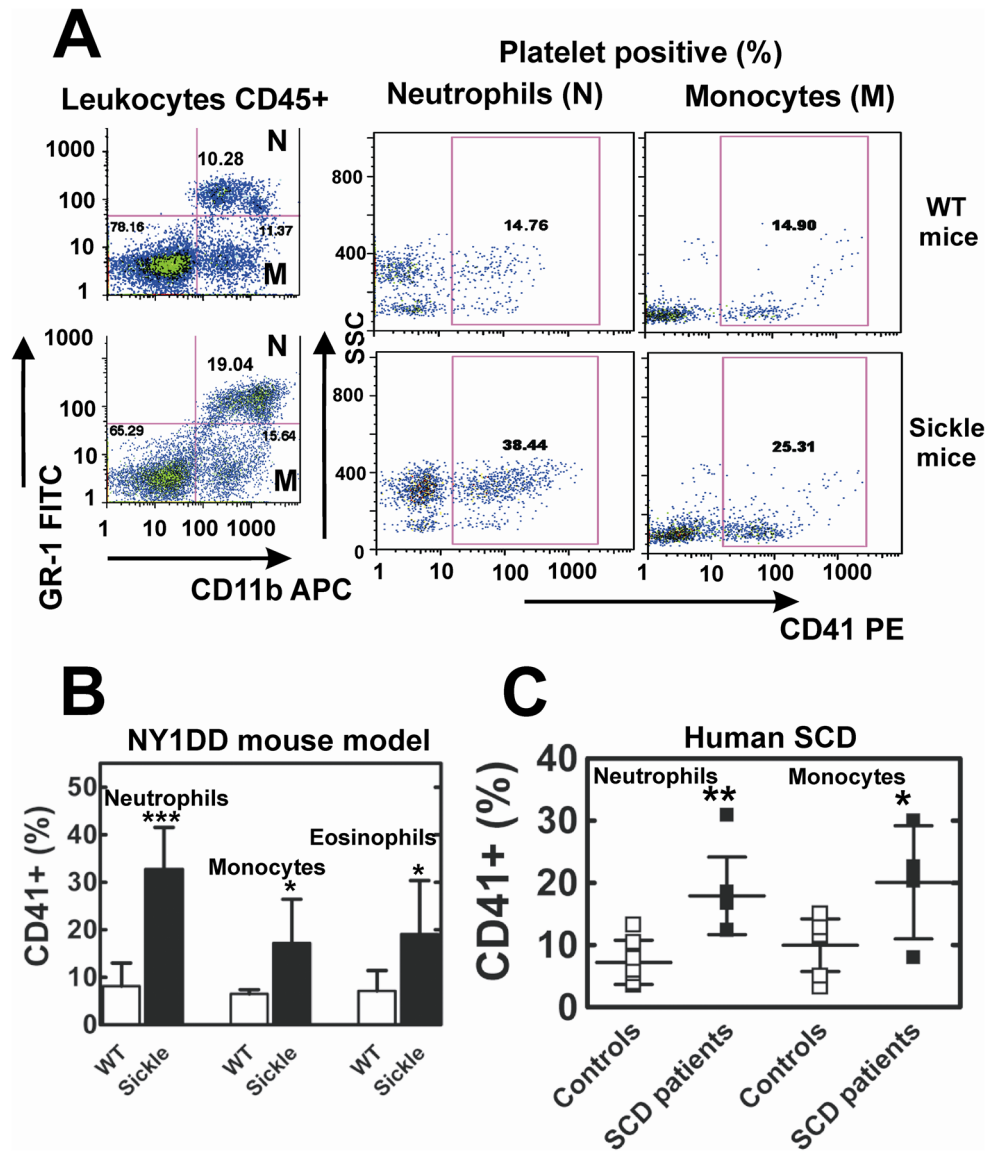 A
Platelet positive (%)
Leukocytes CD45+
Neutrophils (N)
Monocytes (M)
1000
100
10
1
N
10.28
78.16
11.37
M
800
400
14.76
14.90
WT
mice
SSC
1000
100
10
1
N
19.04
65.29
15.64
M
1 10 100 1000
800
400
0
38.44
25.31
Sickle
mice
1 10 100 1000
1 10 100 1000
GR-1 FITC
CD11b APC
CD41 PE
B
NY1DD mouse model
CD41+ (%)
50
40
30
20
10
0
Neutrophils
***
Monocytes
*
Eosinophils
*
WT
Sickle
WT
Sickle
WT
Sickle
C
Human SCD
CD41+ (%)
40
30
20
10
0
Neutrophils
**
Monocytes
*
Controls
SCD patients
Controls
SCD patients